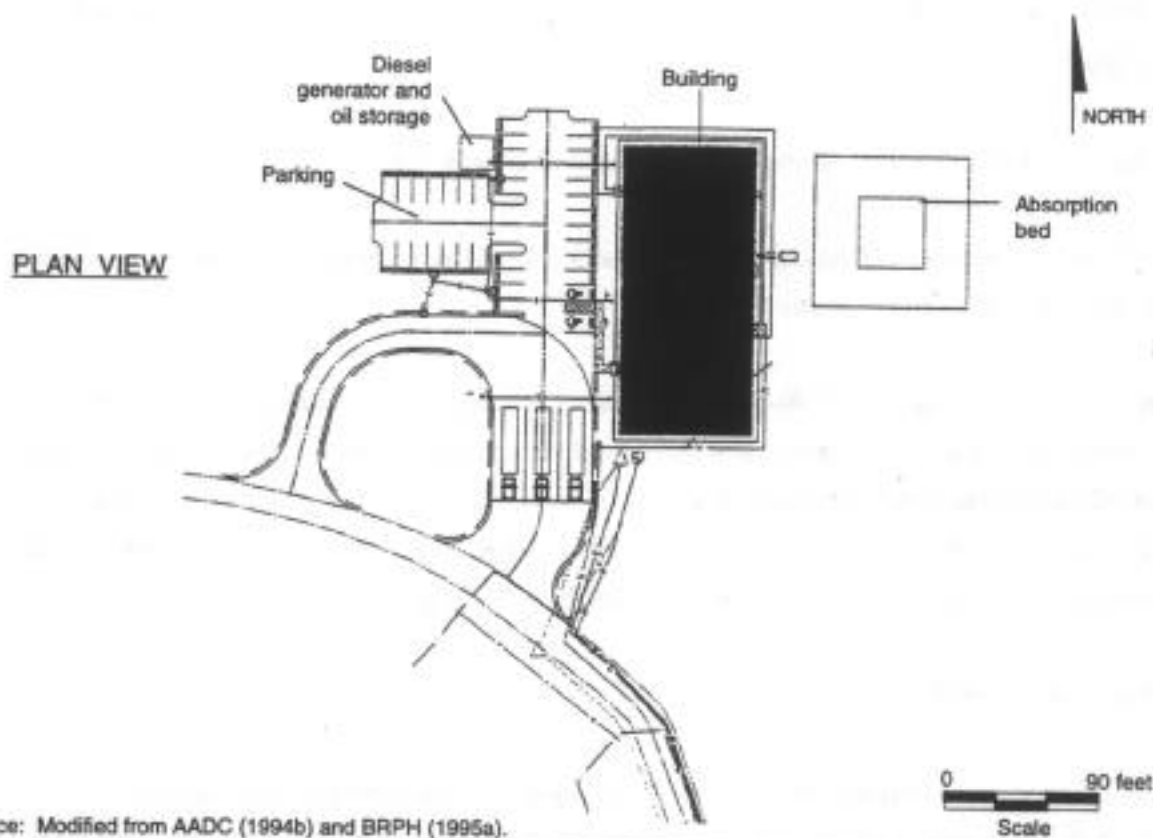 Diesel
generator and
oil storage
Building
NORTH
Parking
Absorption
bed
PLAN VIEW
0 90 feet
Scale
ce: Modified from AADC (1994b) and BRPH (1995a).